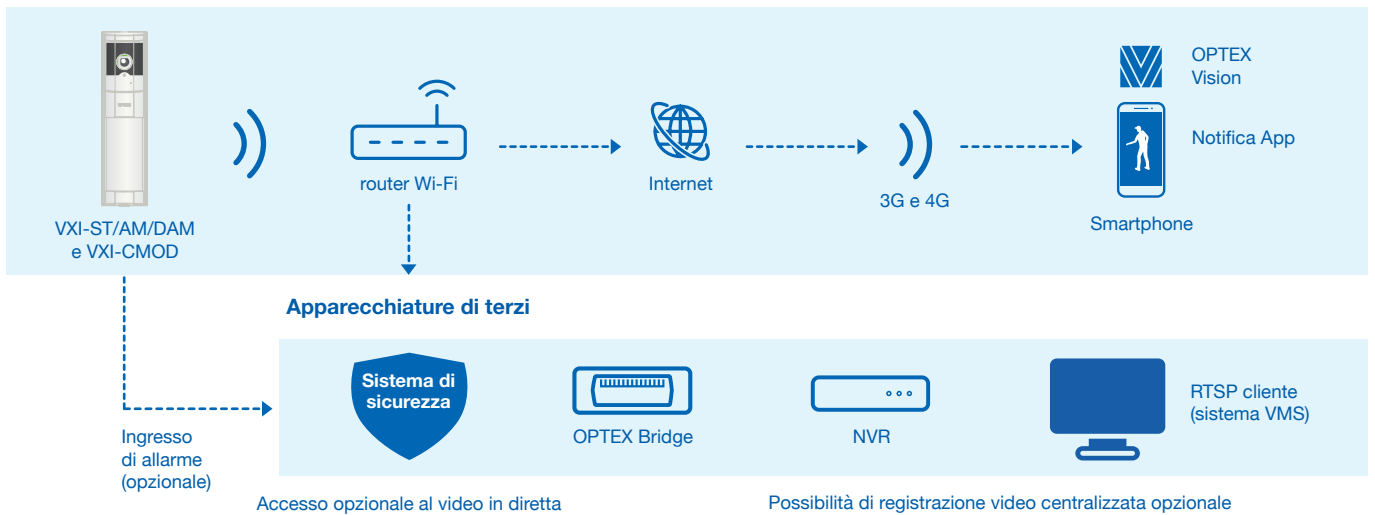 OPTEX
Vision
Notifica App
router Wi-Fi
Internet
3G e 4G
Smartphone
VXI-ST/AM/DAM
e VXI-CMOD
Apparecchiature di terzi
Sistema di
sicurezza
OPTEX Bridge
NVR
RTSP cliente
(sistema VMS)
Ingresso
di allarme
(opzionale)
Accesso opzionale al video in diretta
Possibilità di registrazione video centralizzata opzionale